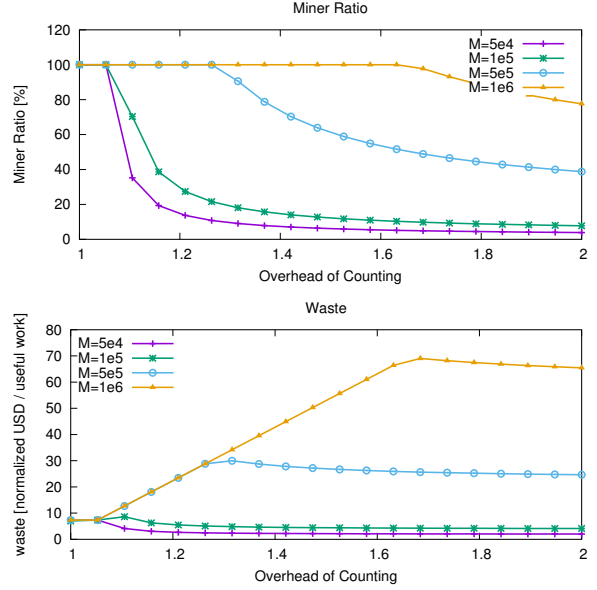 Miner Ratio
120
100
80
60
40
20
0
Miner Ratio [%]
M=5e4
M=1e5
M=5e5
M=1e6
1
1.2
1.4
1.6
1.8
2
Overhead of Counting
Waste
80
70
60
50
40
30
20
10
0
waste [normalized USD / useful work]
M=5e4
M=1e5
M=5e5
M=1e6
1
1.2
1.4
1.6
1.8
2
Overhead of Counting